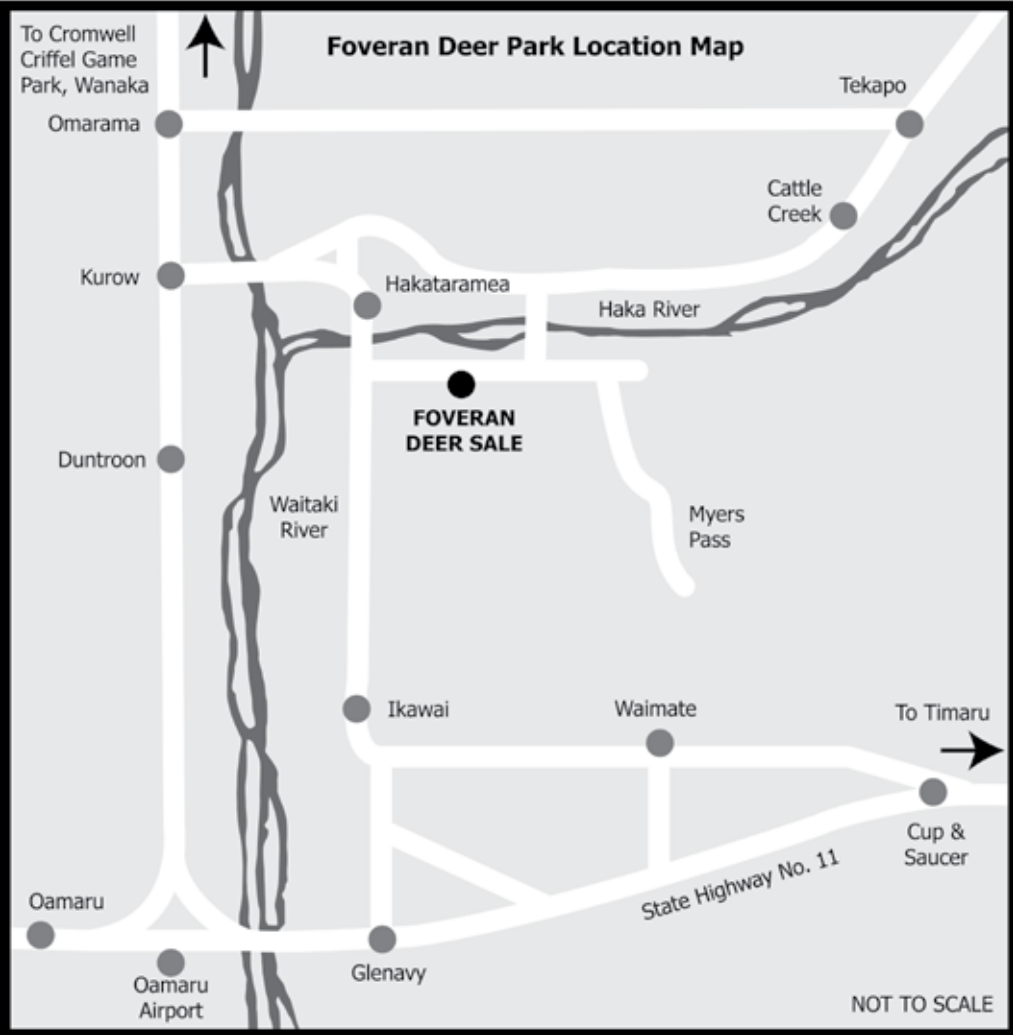 To Cromwell
Criffel Game
Park, Wanaka
Foveran Deer Park Location Map
Tekapo
Omarama
Cattle
Creek
Kurow
Hakataramea
Haka River
FOVERAN
DEER SALE
Duntroon
Waitaki
River
Myers
Pass
Ikawai
Waimate
To Timaru
Cup &
Saucer
State Highway No. 11
Oamaru
Glenavy
Oamaru
Airport
NOT TO SCALE